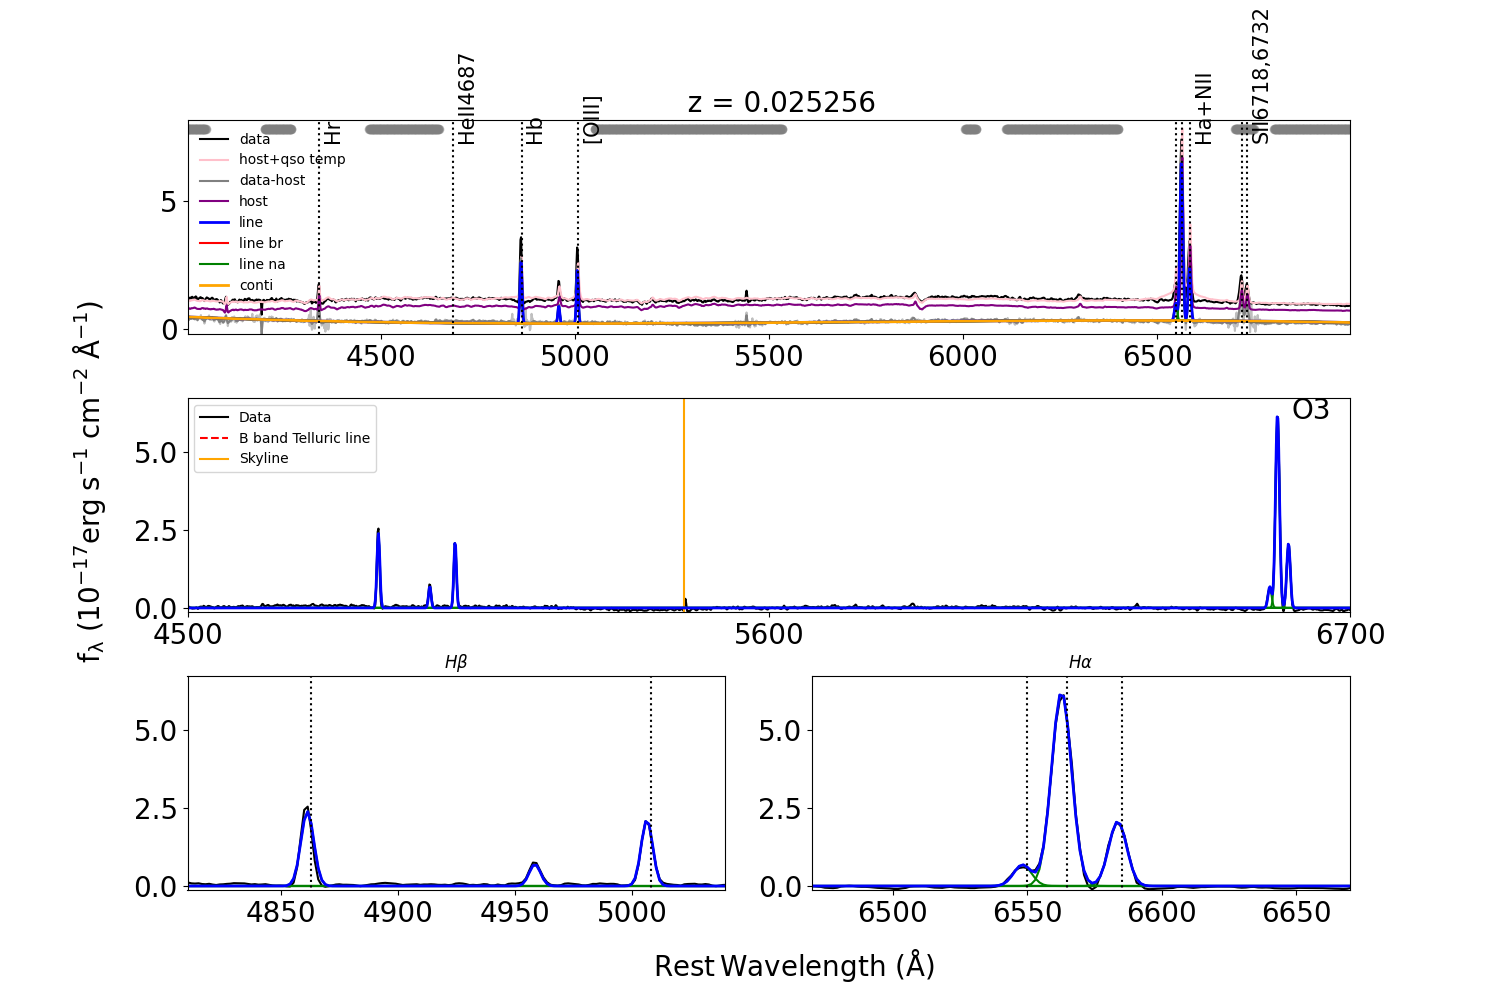 z = 0.025256
Hr
HeII4687
Hb
[OIII]
Ha+NII
SII6718,6732
data
host+qso temp
data-host
host
line
line br
line na
conti
5
0
4500 5000 5500 6000 6500
Data
B band Telluric line
Skyline
O3
5.0
2.5
0.0
4500 5600 6700
fλ (10⁻¹⁷erg s⁻¹ cm⁻² Å⁻¹)
Hβ
5.0
2.5
0.0
4850 4900 4950 5000
Hα
5.0
2.5
0.0
6500 6550 6600 6650
Rest Wavelength (Å)